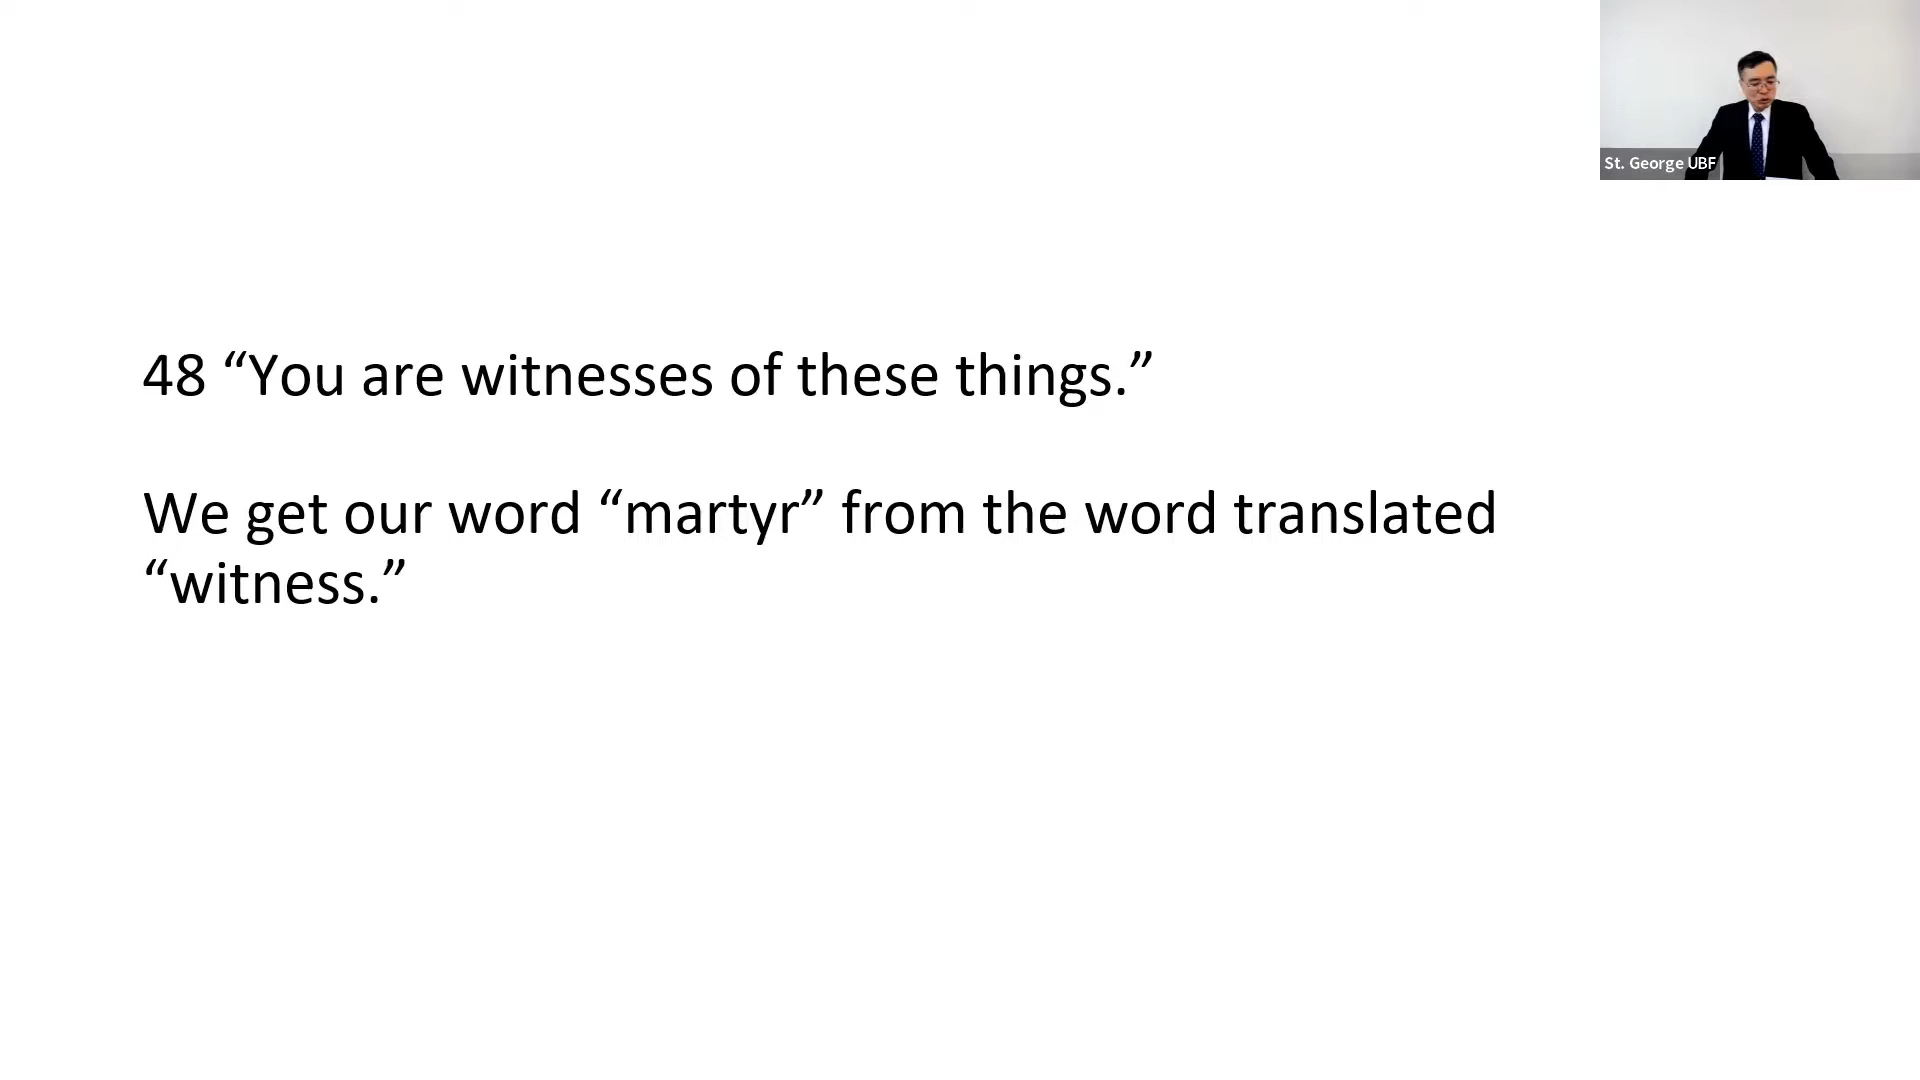 St. George UBF
48 “You are witnesses of these things.”
We get our word “martyr” from the word translated
“witness.”